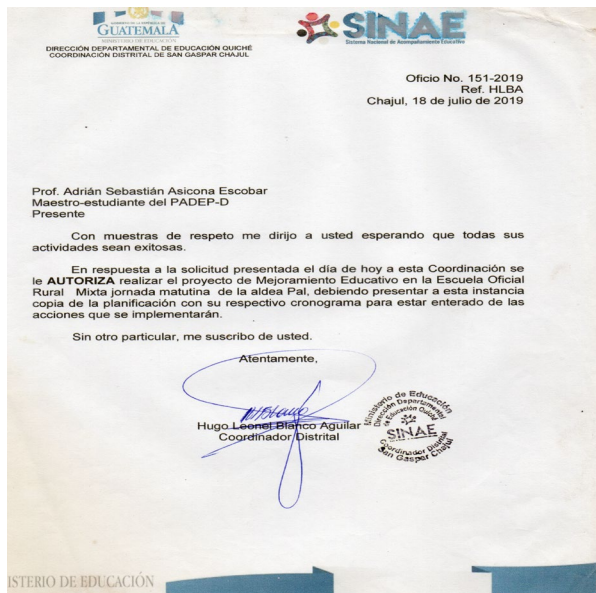 GUATEMALA
MINISTERIO DE EDUCACIÓN
SINAE
Sistema Nacional de Acompañamiento Educativo
DIRECCIÓN DEPARTAMENTAL DE EDUCACIÓN QUICHÉ
COORDINACIÓN DISTRITAL DE SAN GASPAR CHAJUL
Oficio No. 151-2019
Ref. HLBA
Chajul, 18 de julio de 2019
Prof. Adrián Sebastián Asicona Escobar
Maestro-estudiante del PADEP-D
Presente
Con muestras de respeto me dirijo a usted esperando que todas sus
actividades sean exitosas.
En respuesta a la solicitud presentada el día de hoy a esta Coordinación se
le AUTORIZA realizar el proyecto de Mejoramiento Educativo en la Escuela Oficial
Rural Mixta jornada matutina de la aldea Pal, debiendo presentar a esta instancia
copia de la planificación con su respectivo cronograma para estar enterado de las
acciones que se implementarán.
Sin otro particular, me suscribo de usted.
Atentamente,
Hugo Leonel Blanco Aguilar
Coordinador Distrital
Ministerio de Educación
Dirección Departamental
de Educación Quiché
SINAE
Coordinador Distrital
San Gaspar Chajul
ISTERIO DE EDUCACIÓN